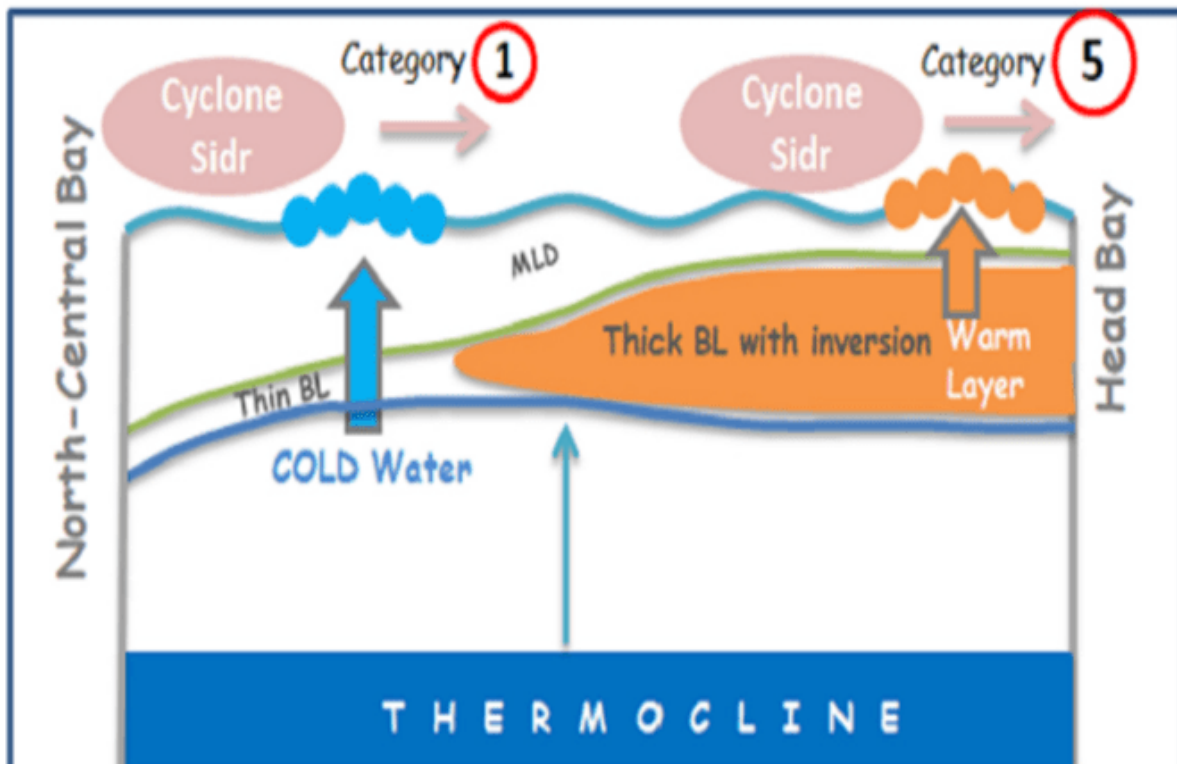 Category 1
Cyclone
Sidr
Category 5
Cyclone
Sidr
North-Central Bay
MLD
Thick BL with inversion
Warm
Layer
Head Bay
Thin BL
COLD Water
THERMOCLINE